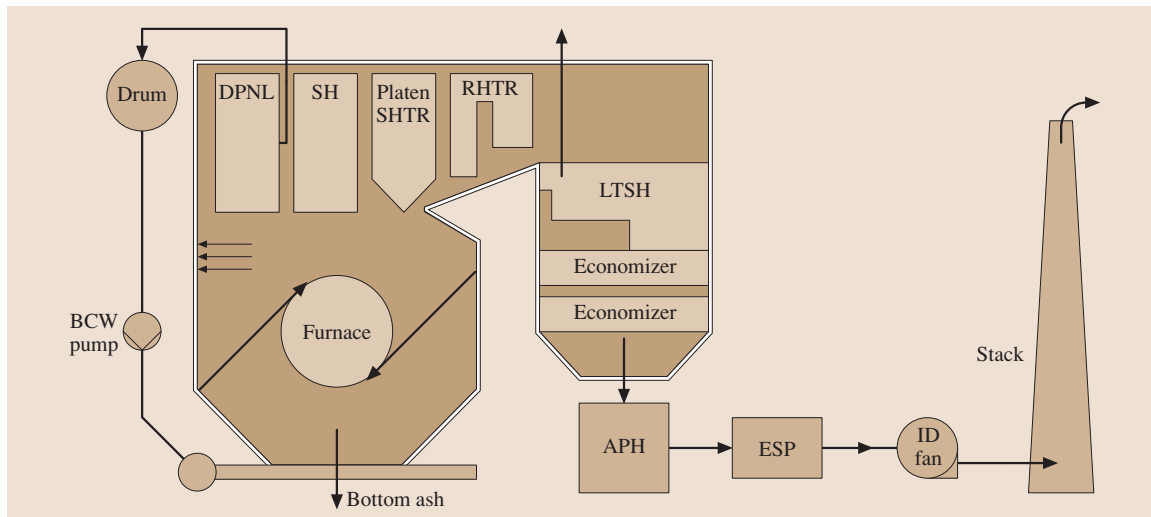 Drum
DPNL
SH
Platen
SHTR
RHTR
LTSH
Economizer
Economizer
Furnace
BCW
pump
Stack
APH
ESP
ID
fan
Bottom ash